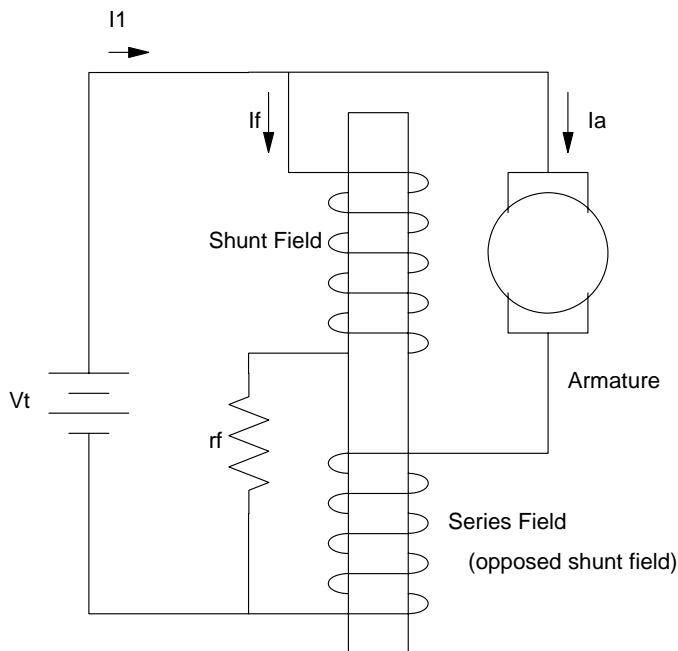 I1
If
Ia
Shunt Field
Armature
Vt
rf
Series Field
(opposed shunt field)